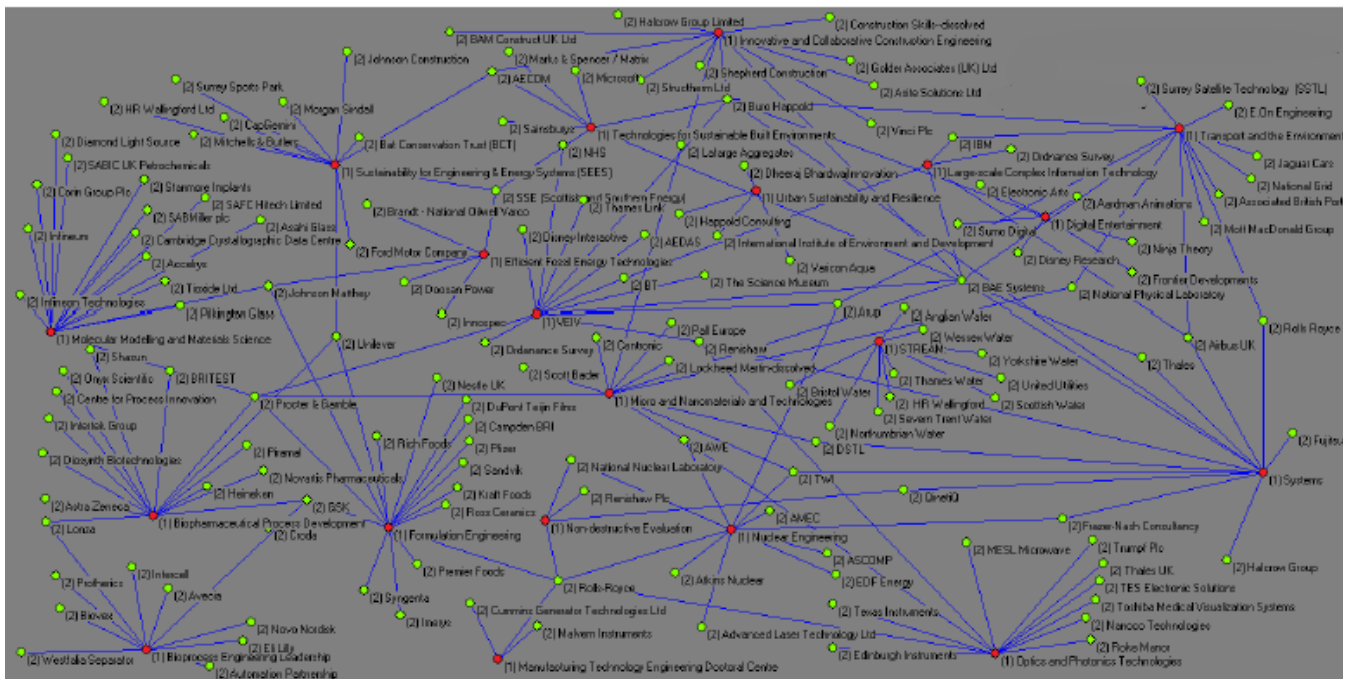 [2] Halcrow Group Limited
[2] Construction Skills-dissolved
[2] BAM Construct UK Ltd
[1] Innovative and Collaborative Construction Engineering
[2] Johnson Construction
[2] Marks & Spencer / Matrix
[2] Golder Associates (UK) Ltd
[2] AECOM
[2] Microsoft
[2] Shepherd Construction
[2] Structherm Ltd
[2] Asite Solutions Ltd
[2] Surrey Sports Park
[2] Surrey Satellite Technology (SSTL)
[2] HR Wallingford Ltd
[2] Morgan Sindall
[2] Buro Happold
[2] E.On Engineering
[2] CapGemini
[2] Sainsburys
[1] Technologies for Sustainable Built Environments
[2] Vinci Plc
[1] Transport and the Environment
[2] Diamond Light Source
[2] Mitchells & Butlers
[2] Bat Conservation Trust (BCT)
[2] NHS
[2] Lafarge Aggregates
[2] IBM
[2] Ordnance Survey
[2] Jaguar Cars
[2] SABIC UK Petrochemicals
[1] Sustainability for Engineering & Energy Systems (SEES)
[2] Dheeraj Bhardwaj Innovation
[1] Large-scale Complex Information Technology
[2] National Grid
[2] Corin Group Plc
[2] Stanmore Implants
[2] SSE (Scottish and Southern Energy)
[1] Urban Sustainability and Resilience
[2] Electronic Arts
[2] Aardman Animations
[2] Associated British Port
[2] SAFC Hitech Limited
[2] SABMiller plc
[2] Brandt - National Oilwell Varco
[2] Thames Link
[2] Happold Consulting
[2] Sumo Digital
[1] Digital Entertainment
[2] Mott MacDonald Group
[2] Infineum
[2] Asahi Glass
[2] Cambridge Crystallographic Data Centre
[2] Ford Motor Company
[2] Disney Interactive
[2] AEDAS
[2] International Institute of Environment and Development
[2] Ninja Theory
[2] Accelrys
[1] Efficient Fossil Energy Technologies
[2] Varicon Aqua
[2] Disney Research
[2] Frontier Developments
[2] Tioxide Ltd
[2] Johnson Matthey
[2] Doosan Power
[2] BT
[2] The Science Museum
[2] BAE Systems
[2] National Physical Laboratory
[2] Infinson Technologies
[2] Pilkington Glass
[2] Innospec
[1] VEIV
[2] Arup
[2] Anglian Water
[2] Rolls Royce
[1] Molecular Modelling and Materials Science
[2] Unilever
[2] Ordanance Survey
[2] Centronic
[2] Pall Europe
[2] Renishaw
[1] STREAM
[2] Wessex Water
[2] Airbus UK
[2] Shasun
[2] Lockheed Martin-dissolved
[2] Yorkshire Water
[2] Thales
[2] Onyx Scientific
[2] BRITEST
[2] Nestle UK
[2] Scott Bader
[2] Thames Water
[2] United Utilities
[2] Centre for Process Innovation
[2] Procter & Gamble
[2] DuPont Teijin Films
[1] Micro and Nanomaterials and Technologies
[2] Bristol Water
[2] HR Wallingford
[2] Scottish Water
[2] Intertek Group
[2] Campden BRI
[2] Severn Trent Water
[2] Rich Foods
[2] Pfizer
[2] AWE
[2] Northumbrian Water
[2] DSTL
[2] Fujitsu
[2] Diosynth Biotechnologies
[2] Piramal
[2] Sandvik
[2] National Nuclear Laboratory
[2] TWI
[1] Systems
[2] Novartis Pharmaceuticals
[2] Heineken
[2] Kraft Foods
[2] Renishaw Plc
[2] QinetiQ
[2] Astra Zeneca
[2] GSK
[2] Ross Ceramics
[2] AMEC
[2] Lonza
[1] Biopharmaceutical Process Development
[2] Croda
[1] Formulation Engineering
[1] Non-destructive Evaluation
[1] Nuclear Engineering
[2] Frazer-Nash Consultancy
[2] MESL Microwave
[2] Trumpf Plc
[2] ASCOMP
[2] Halcrow Group
[2] Protherics
[2] Intercell
[2] Premier Foods
[2] Rolls-Royce
[2] Atkins Nuclear
[2] EDF Energy
[2] Thales UK
[2] TES Electronic Solutions
[2] Avecia
[2] Syngenta
[2] Biovex
[2] Cummins Generator Technologies Ltd
[2] Texas Instruments
[2] Toshiba Medical Visualization Systems
[2] Imerys
[2] Malvern Instruments
[2] Advanced Laser Technology Ltd
[2] Nanoco Technologies
[2] Novo Nordisk
[2] Eli Lilly
[2] Roke Manor
[2] Westfalia Separator
[1] Bioprocess Engineering Leadership
[1] Manufacturing Technology Engineering Doctoral Centre
[2] Edinburgh Instruments
[1] Optics and Photonics Technologies
[2] Automation Partnership